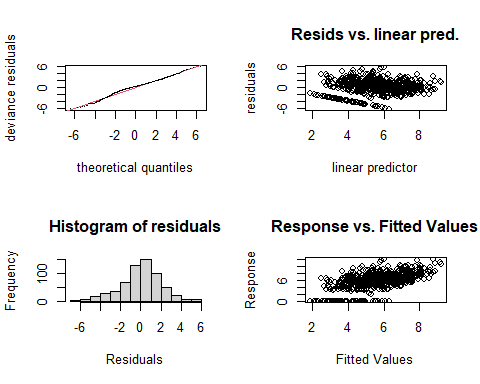 deviance residuals
6
0
-6
-6 -4 -2 0 2 4 6
theoretical quantiles
Resids vs. linear pred.
residuals
6
0
-6
2 4 6 8
linear predictor
Histogram of residuals
Frequency
100
0
-6 -2 0 2 4 6
Residuals
Response vs. Fitted Values
Response
6
0
2 4 6 8
Fitted Values